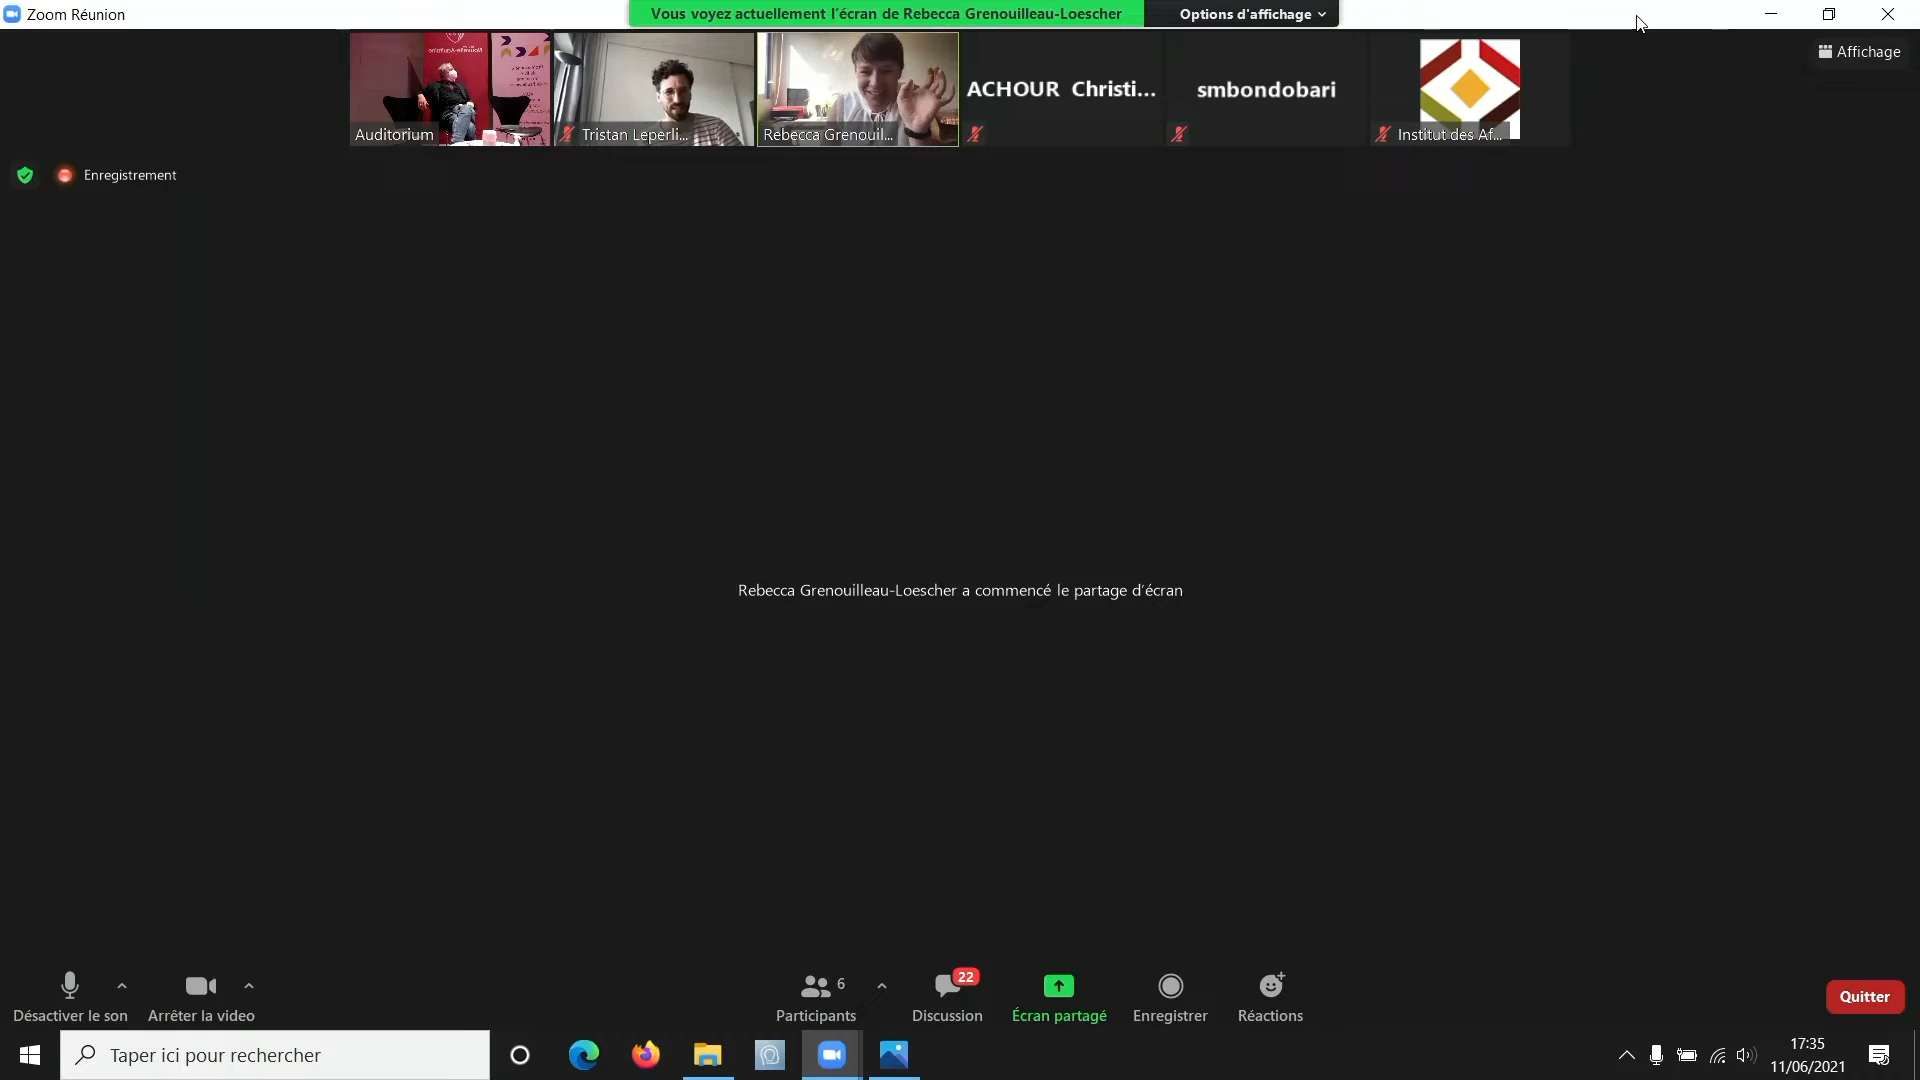 Zoom Réunion
Vous voyez actuellement l'écran de Rebecca Grenouilleau-Loescher
Options d'affichage
Affichage
Auditorium
Tristan Leperli...
Rebecca Grenouil...
ACHOUR Christi...
smbondobari
Institut des Af...
Enregistrement
Rebecca Grenouilleau-Loescher a commencé le partage d'écran
6
22
Désactiver le son
Arrêter la video
Participants
Discussion
Écran partagé
Enregistrer
Réactions
Quitter
Taper ici pour rechercher
17:35
11/06/2021